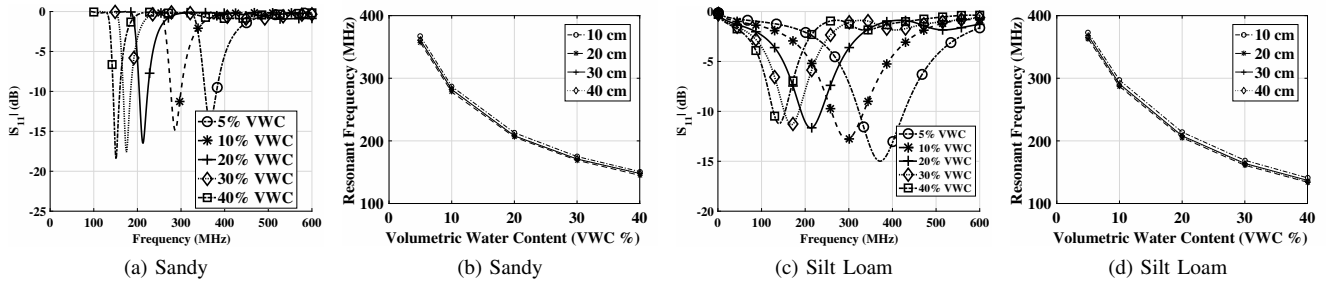 |S11| (dB)
0
-5
-10
-15
-20
-25
0
100
200
300
400
500
600
Frequency (MHz)
5% VWC
10% VWC
20% VWC
30% VWC
40% VWC
(a) Sandy
Resonant Frequency (MHz)
400
300
200
100
0
10
20
30
40
Volumetric Water Content (VWC %)
10 cm
20 cm
30 cm
40 cm
(b) Sandy
|S11| (dB)
0
-5
-10
-15
-20
0
100
200
300
400
500
600
Frequency (MHz)
5% VWC
10% VWC
20% VWC
30% VWC
40% VWC
(c) Silt Loam
Resonant Frequency (MHz)
400
300
200
100
0
10
20
30
40
Volumetric Water Content (VWC %)
10 cm
20 cm
30 cm
40 cm
(d) Silt Loam